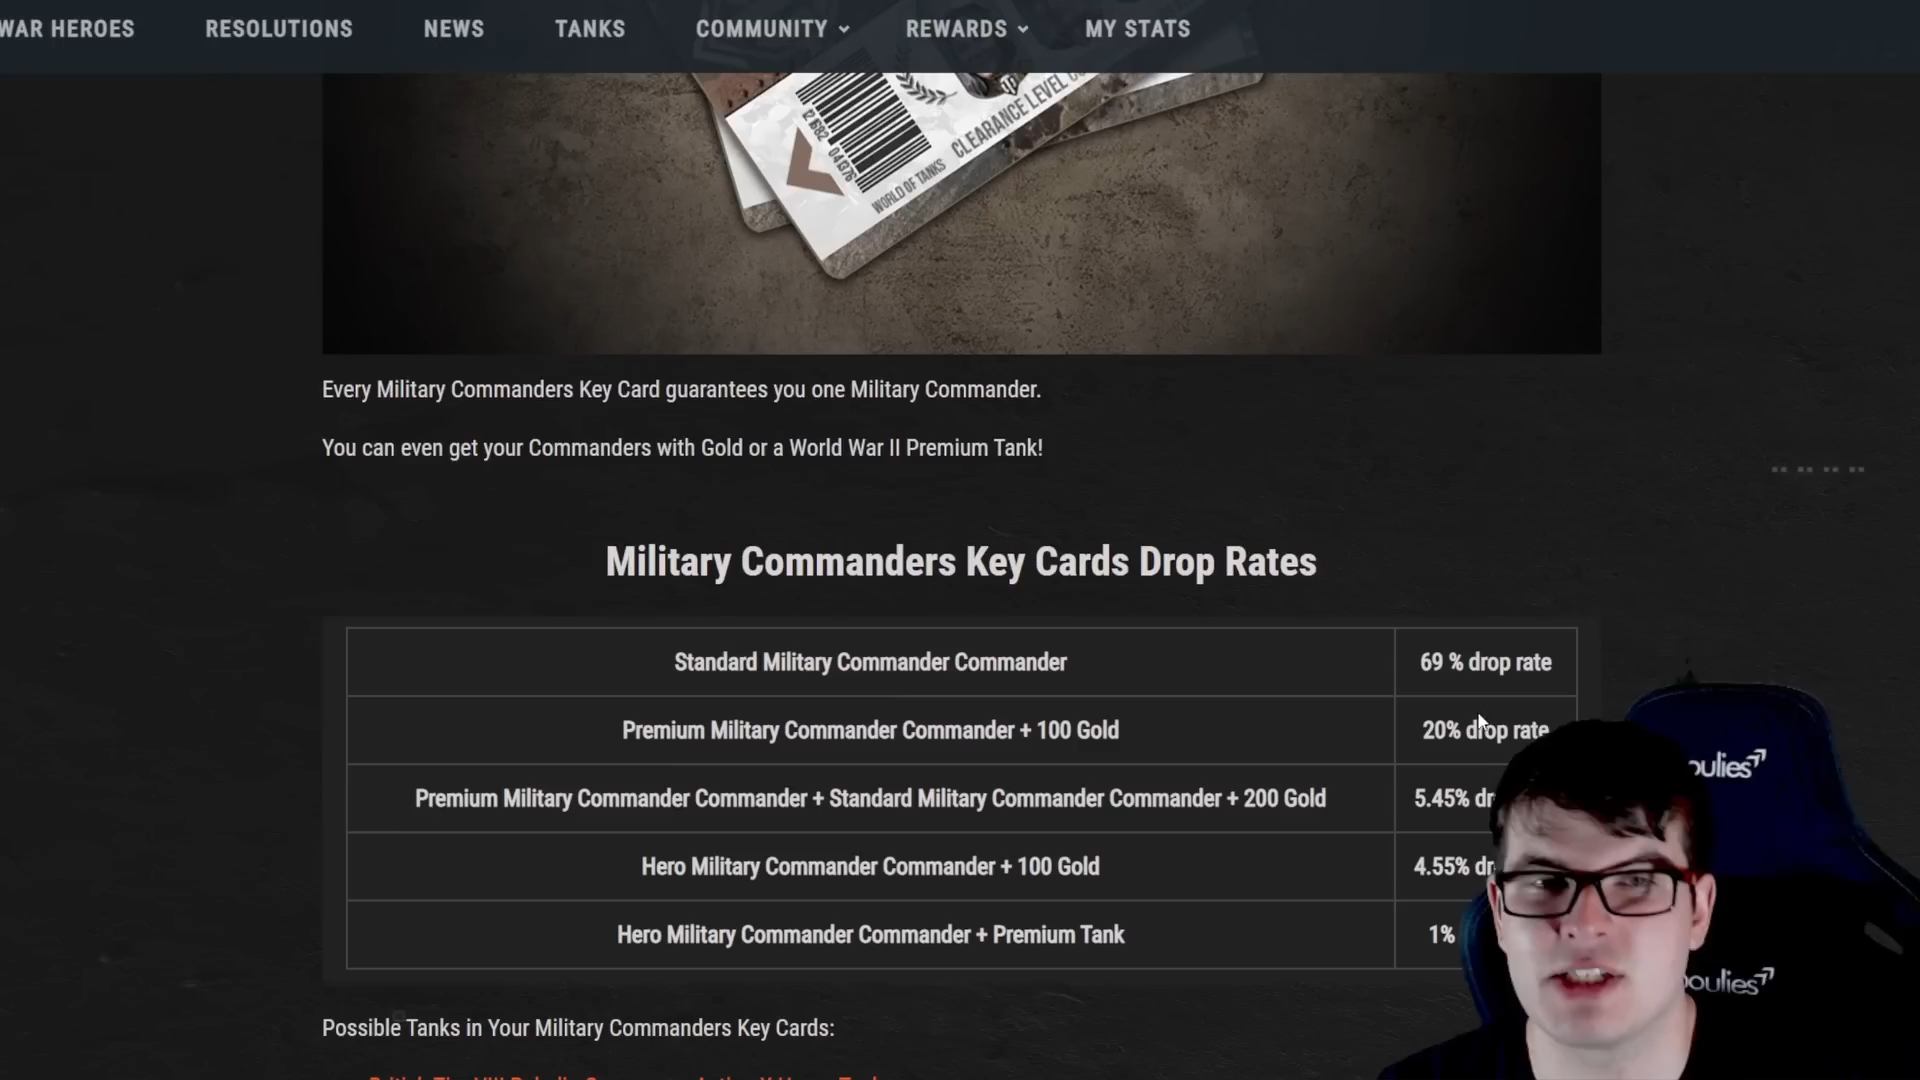 WAR HEROES RESOLUTIONS NEWS TANKS COMMUNITY REWARDS MY STATS
121682 041376
WORLD OF TANKS
CLEARANCE LEVEL
Every Military Commanders Key Card guarantees you one Military Commander.
You can even get your Commanders with Gold or a World War II Premium Tank!
Military Commanders Key Cards Drop Rates
Standard Military Commander Commander 69 % drop rate
Premium Military Commander Commander + 100 Gold 20% drop rate
Premium Military Commander Commander + Standard Military Commander Commander + 200 Gold 5.45% dr
Hero Military Commander Commander + 100 Gold 4.55% dr
Hero Military Commander Commander + Premium Tank 1%
oulies
oulies
Possible Tanks in Your Military Commanders Key Cards: